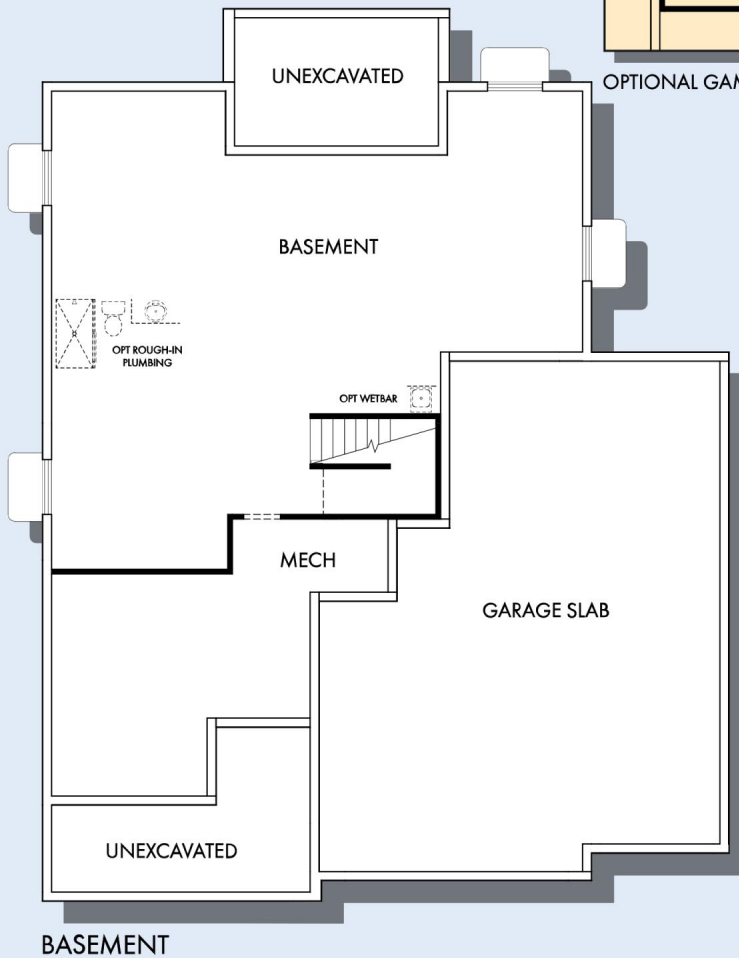 UNEXCAVATED
OPTIONAL GAM
BASEMENT
OPT ROUGH-IN
PLUMBING
OPT WETBAR
MECH
GARAGE SLAB
UNEXCAVATED
BASEMENT